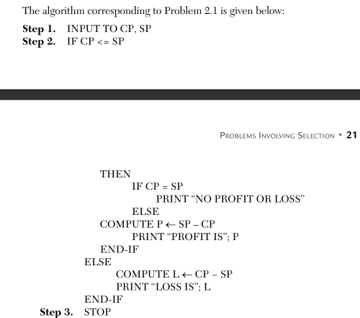 The algorithm corresponding to Problem 2.1 is given below:
Step 1. INPUT TO CP, SP
Step 2. IF CP <= SP
PROBLEMS INVOLVING SELECTION • 21
THEN
IF CP = SP
PRINT “NO PROFIT OR LOSS”
ELSE
COMPUTE P ← SP – CP
PRINT “PROFIT IS”; P
END-IF
ELSE
COMPUTE L ← CP – SP
PRINT “LOSS IS”; L
END-IF
Step 3. STOP